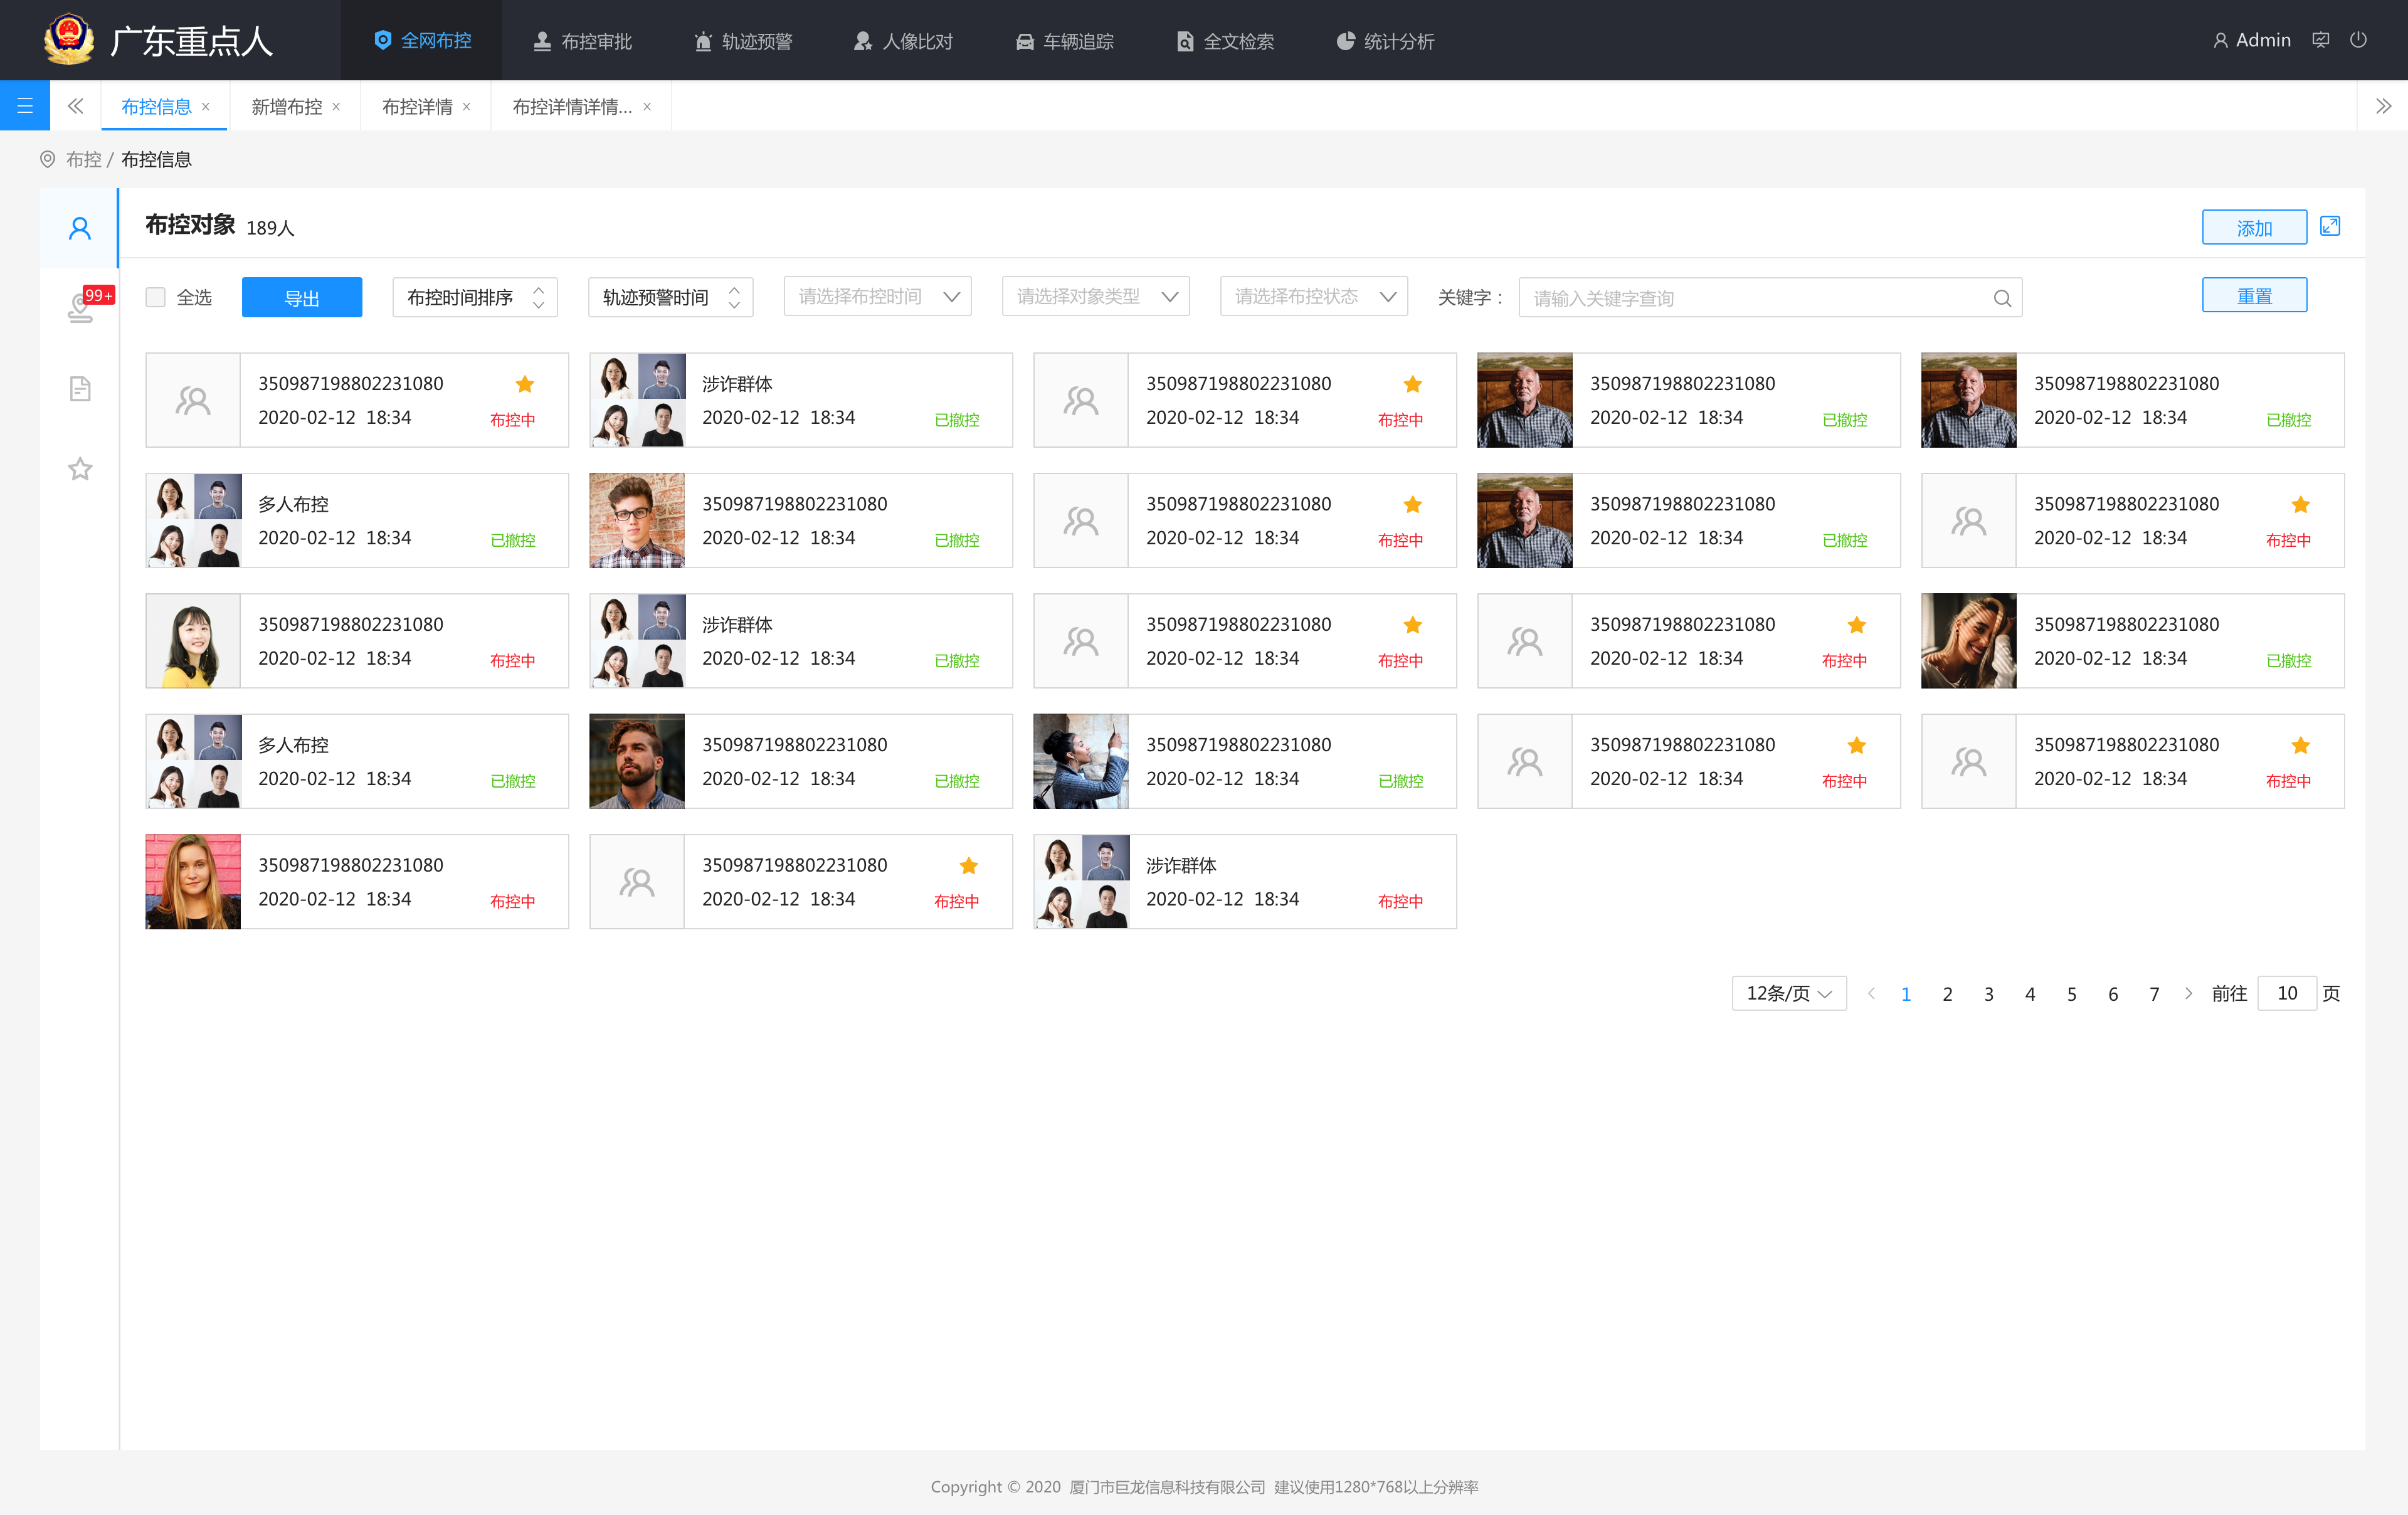 广东重点人 全网布控 布控审批 轨迹预警 人像比对 车辆追踪 全文检索 统计分析 Admin
布控信息 × 新增布控 × 布控详情 × 布控详情详情... ×
布控 / 布控信息
布控对象 189人 添加
99+
全选 导出 布控时间排序 轨迹预警时间 请选择布控时间 请选择对象类型 请选择布控状态 关键字： 请输入关键字查询 重置
350987198802231080 涉诈群体 350987198802231080 350987198802231080 350987198802231080
2020-02-12 18:34 布控中 2020-02-12 18:34 已撤控 2020-02-12 18:34 布控中 2020-02-12 18:34 已撤控 2020-02-12 18:34 已撤控
多人布控 350987198802231080 350987198802231080 350987198802231080 350987198802231080
2020-02-12 18:34 已撤控 2020-02-12 18:34 已撤控 2020-02-12 18:34 布控中 2020-02-12 18:34 已撤控 2020-02-12 18:34 布控中
350987198802231080 涉诈群体 350987198802231080 350987198802231080 350987198802231080
2020-02-12 18:34 布控中 2020-02-12 18:34 已撤控 2020-02-12 18:34 布控中 2020-02-12 18:34 布控中 2020-02-12 18:34 已撤控
多人布控 350987198802231080 350987198802231080 350987198802231080 350987198802231080
2020-02-12 18:34 已撤控 2020-02-12 18:34 已撤控 2020-02-12 18:34 已撤控 2020-02-12 18:34 布控中 2020-02-12 18:34 布控中
350987198802231080 350987198802231080 涉诈群体
2020-02-12 18:34 布控中 2020-02-12 18:34 布控中 2020-02-12 18:34 布控中
12条/页 1 2 3 4 5 6 7 前往 10 页
Copyright © 2020 厦门市巨龙信息科技有限公司 建议使用1280*768以上分辨率